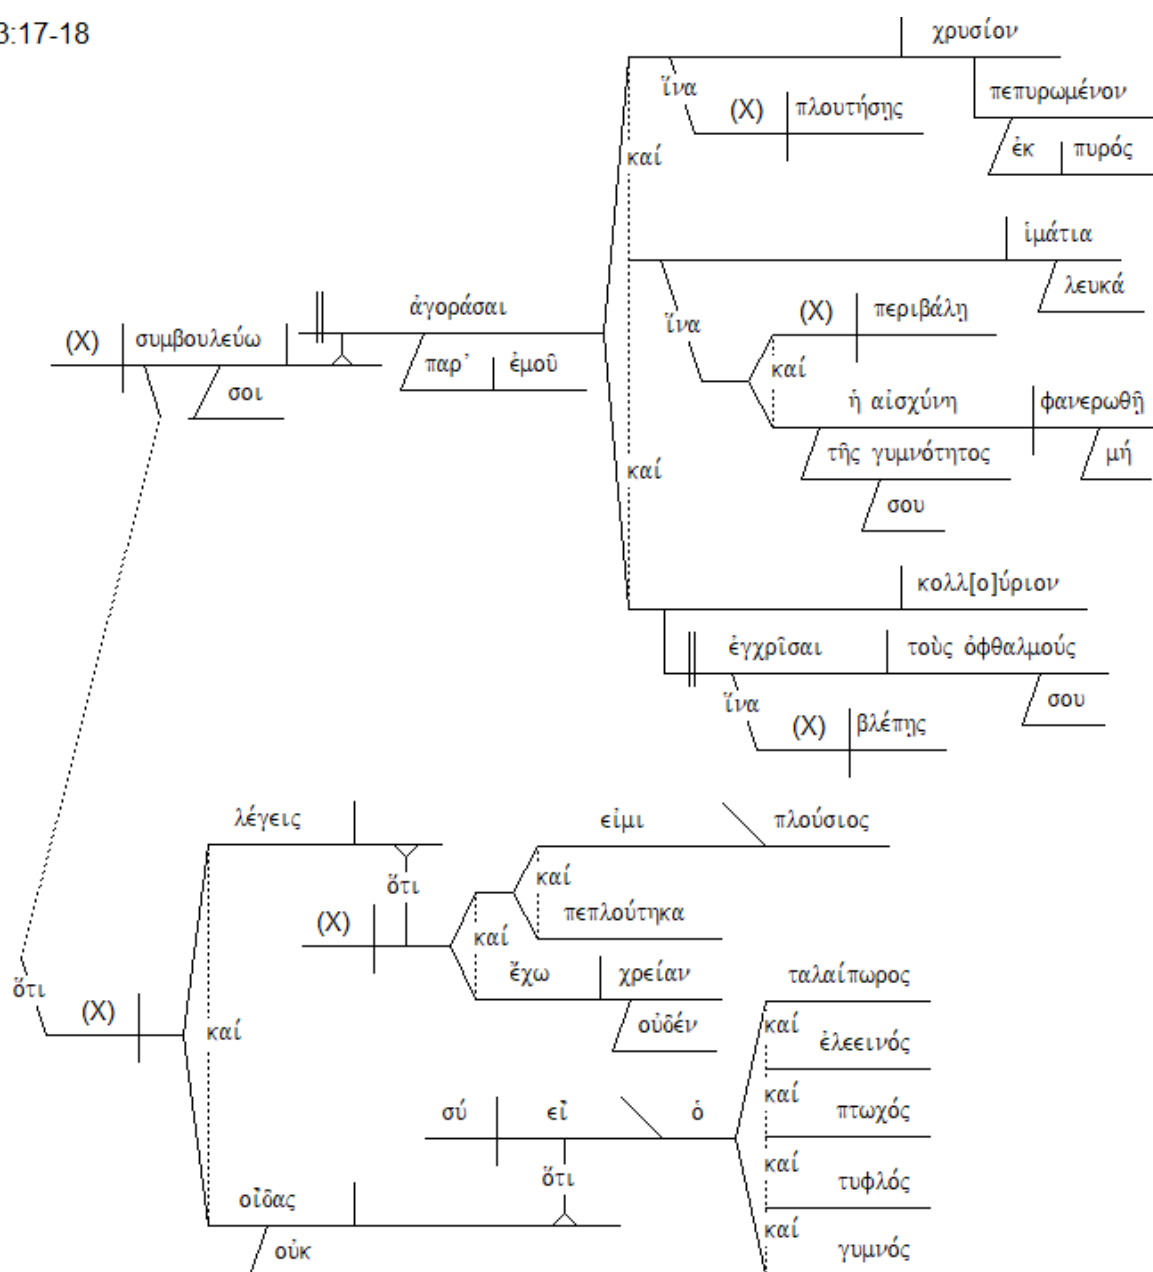 3:17-18
χρυσίον
ἵνα
(X) πλουτήσῃς
πεπυρωμένον
ἐκ πυρός
καί
ἱμάτια
λευκά
ἵνα
(X) περιβάλῃ
καί
ἡ αἰσχύνη φανερωθῇ
τῆς γυμνότητος μή
σου
(X) συμβουλεύω
σοι
ἀγοράσαι
παρ᾽ ἐμοῦ
καί
κολλ[ο]ύριον
ἐγχρῖσαι τοὺς ὀφθαλμούς
σου
ἵνα
(X) βλέπῃς
ὅτι
(X)
λέγεις
ὅτι
(X)
εἰμι πλούσιος
καί
πεπλούτηκα
καί
ἔχω χρείαν
οὐδέν
καί
σύ εἶ ὁ
ὅτι
ταλαίπωρος
καί
ἐλεεινός
καί
πτωχός
καί
τυφλός
καί
γυμνός
οἶδας
οὐκ